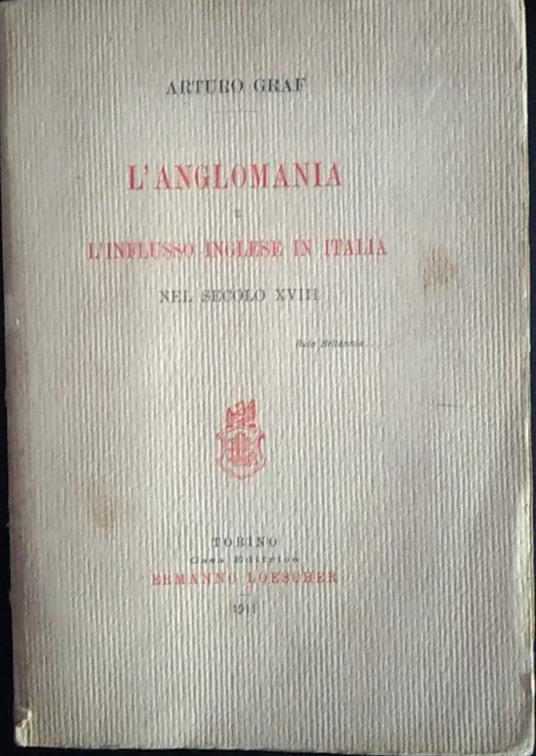 ARTURO GRAF
L'ANGLOMANIA
E
L'INFLUSSO INGLESE IN ITALIA
NEL SECOLO XVIII
Rule Britannia....
TORINO
Casa Editrice
ERMANNO LOESCHER
1911